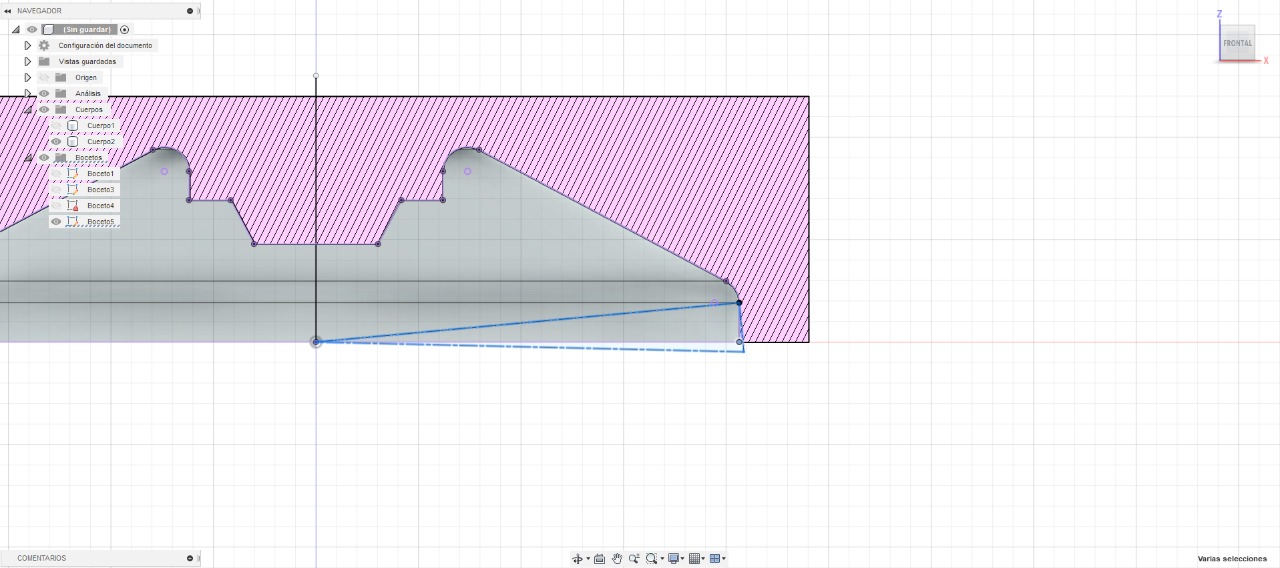 NAVEGADOR
(Sin guardar)
Configuración del documento
Vistas guardadas
Origen
Análisis
Cuerpos
Cuerpo1
Cuerpo2
Bocetos
Boceto1
Boceto3
Boceto4
Boceto5
Z
FRONTAL
X
COMENTARIOS
Varias selecciones